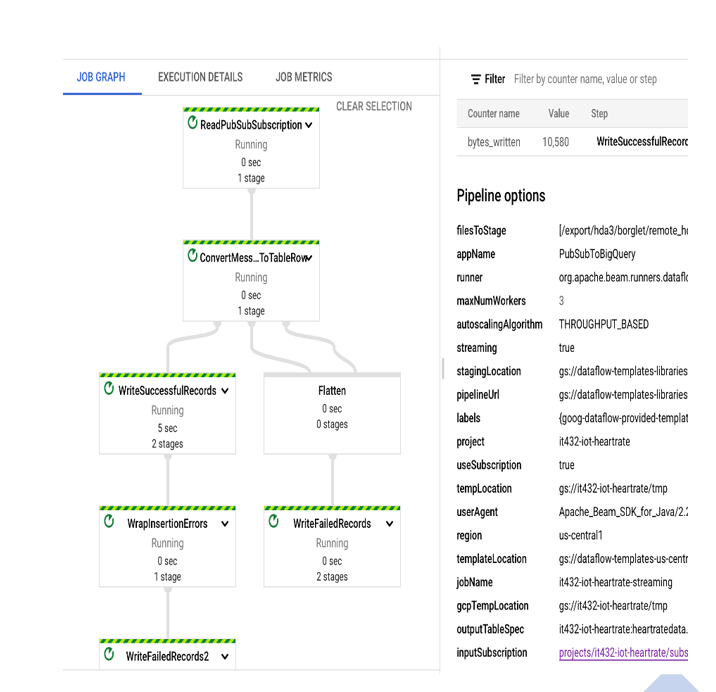 JOB GRAPH EXECUTION DETAILS JOB METRICS
CLEAR SELECTION
ReadPubSubSubscription
Running
0 sec
1 stage
ConvertMess...ToTableRow
Running
0 sec
1 stage
WriteSuccessfulRecords
Running
5 sec
2 stages
Flatten
0 sec
0 stages
WrapInsertionErrors
Running
0 sec
1 stage
WriteFailedRecords
Running
0 sec
2 stages
WriteFailedRecords2
Filter Filter by counter name, value or step
Counter name Value Step
bytes_written 10,580 WriteSuccessfulRecord
Pipeline options
filesToStage [/export/hda3/borglet/remote_
appName PubSubToBigQuery
runner org.apache.beam.runners.dataflo
maxNumWorkers 3
autoscalingAlgorithm THROUGHPUT_BASED
streaming true
stagingLocation gs://dataflow-templates-libraries
pipelineUrl gs://dataflow-templates-libraries
labels {goog-dataflow-provided-templat
project it432-iot-heartrate
useSubscription true
tempLocation gs://it432-iot-heartrate/tmp
userAgent Apache_Beam_SDK_for_Java/2.
region us-central1
templateLocation gs://dataflow-templates-us-centr
jobName it432-iot-heartrate-streaming
gcpTempLocation gs://it432-iot-heartrate/tmp
outputTableSpec it432-iot-heartrate:heartratedata.
inputSubscription projects/it432-iot-heartrate/subs